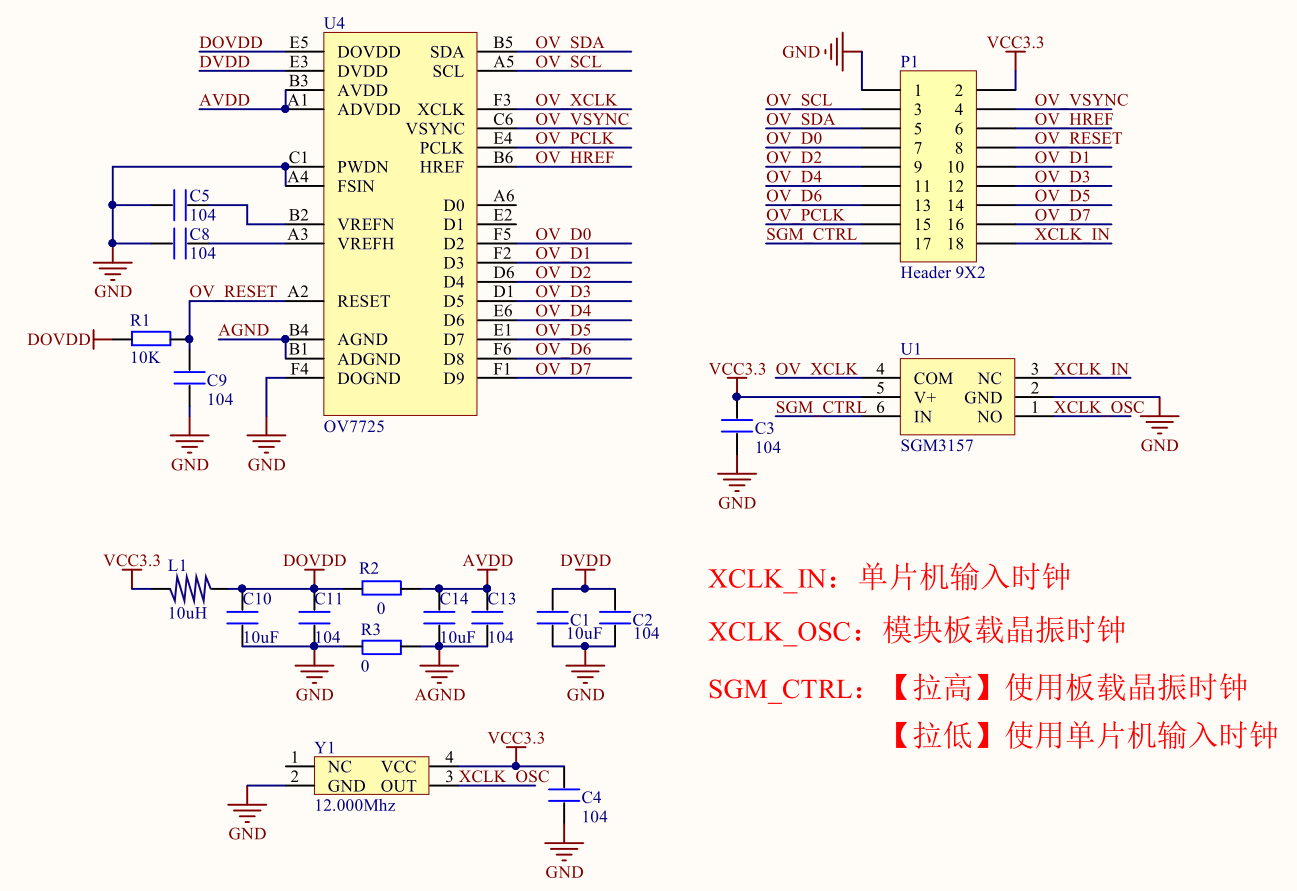 U4
DOVDD E5 DOVDD SDA B5 OV_SDA
DVDD E3 DVDD SCL A5 OV_SCL
B3 AVDD
AVDD A1 ADVDD XCLK F3 OV_XCLK
VSYNC C6 OV_VSYNC
PCLK E4 OV_PCLK
C1 PWDN HREF B6 OV_HREF
A4 FSIN
C5
104
D0 A6
B2 VREFN D1 E2
C8
104
A3 VREFH D2 F5 OV_D0
D3 F2 OV_D1
D4 D6 OV_D2
GND
OV_RESET A2 RESET D5 D1 OV_D3
D6 E6 OV_D4
R1
DOVDD
10K
AGND B4 AGND D7 E1 OV_D5
B1 ADGND D8 F6 OV_D6
F4 DOGND D9 F1 OV_D7
C9
104
OV7725
GND
GND
GND VCC3.3
P1
1 2
OV_SCL 3 4 OV_VSYNC
OV_SDA 5 6 OV_HREF
OV_D0 7 8 OV_RESET
OV_D2 9 10 OV_D1
OV_D4 11 12 OV_D3
OV_D6 13 14 OV_D5
OV_PCLK 15 16 OV_D7
SGM_CTRL 17 18 XCLK_IN
Header 9X2
U1
VCC3.3 OV_XCLK 4 COM NC 3 XCLK_IN
5 V+ GND 2
SGM_CTRL 6 IN NO 1 XCLK_OSC
C3
104
SGM3157
GND
GND
VCC3.3 L1 DOVDD R2 AVDD DVDD
10uH
0
C10 C11 C14 C13 C1 C2
10uF 104 10uF 104 10uF 104
R3
0
GND AGND GND
XCLK_IN：单片机输入时钟
XCLK_OSC：模块板载晶振时钟
SGM_CTRL：【拉高】使用板载晶振时钟
【拉低】使用单片机输入时钟
Y1
VCC3.3
1 NC VCC 4
2 GND OUT 3 XCLK_OSC
12.000Mhz
C4
104
GND
GND